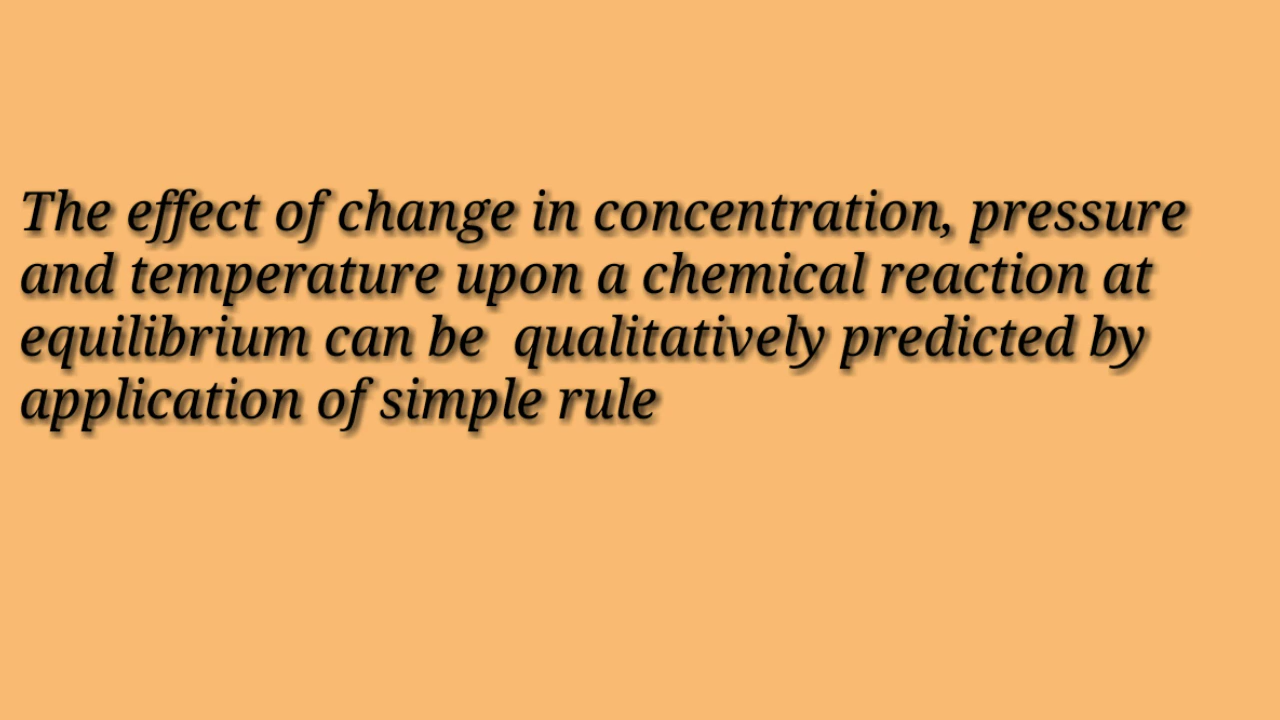 The effect of change in concentration, pressure
and temperature upon a chemical reaction at
equilibrium can be  qualitatively predicted by
application of simple rule